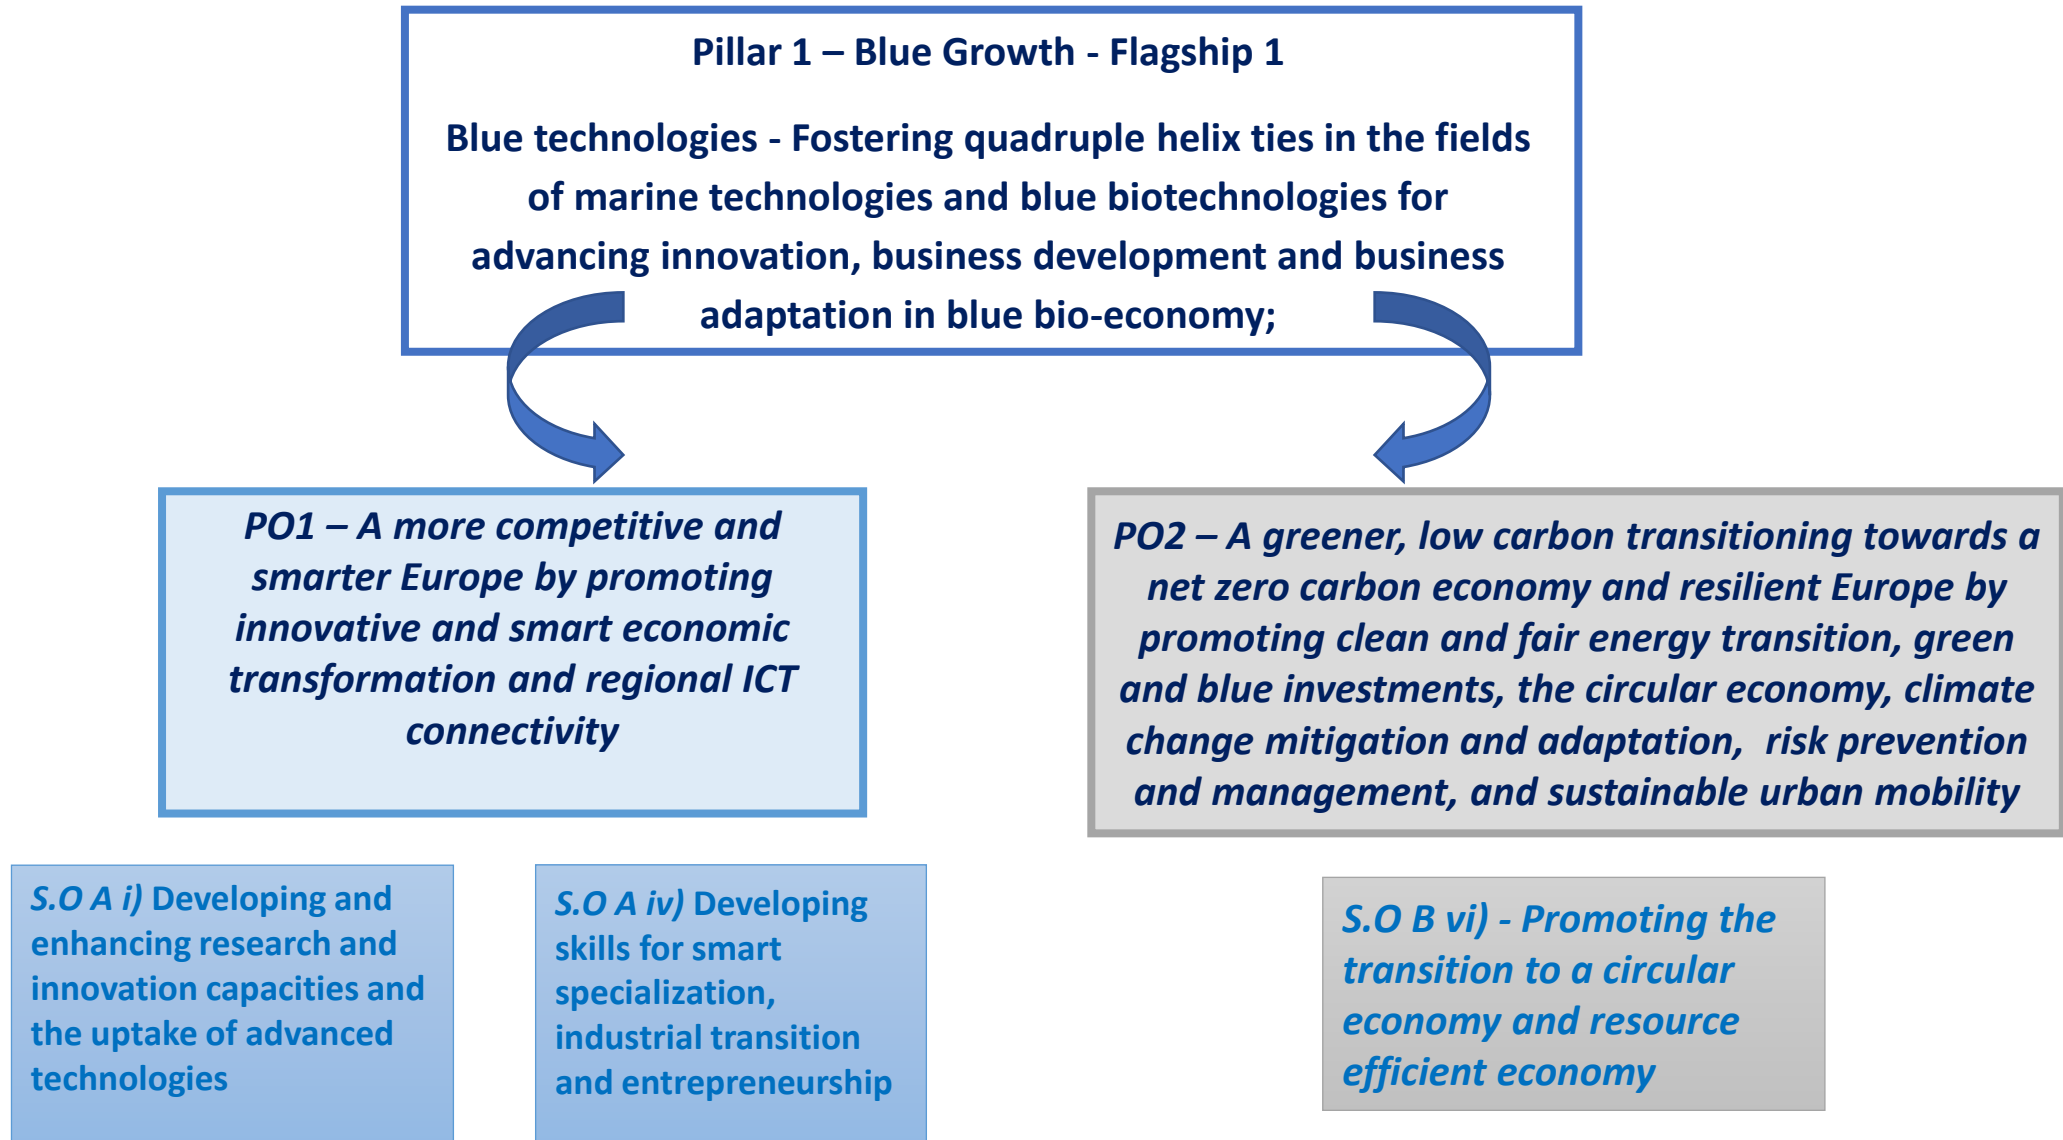 Pillar 1 – Blue Growth - Flagship 1
Blue technologies - Fostering quadruple helix ties in the fields
of marine technologies and blue biotechnologies for
advancing innovation, business development and business
adaptation in blue bio-economy;
PO1 – A more competitive and
smarter Europe by promoting
innovative and smart economic
transformation and regional ICT
connectivity
PO2 – A greener, low carbon transitioning towards a
net zero carbon economy and resilient Europe by
promoting clean and fair energy transition, green
and blue investments, the circular economy, climate
change mitigation and adaptation, risk prevention
and management, and sustainable urban mobility
S.O A i) Developing and
enhancing research and
innovation capacities and
the uptake of advanced
technologies
S.O A iv) Developing
skills for smart
specialization,
industrial transition
and entrepreneurship
S.O B vi) - Promoting the
transition to a circular
economy and resource
efficient economy